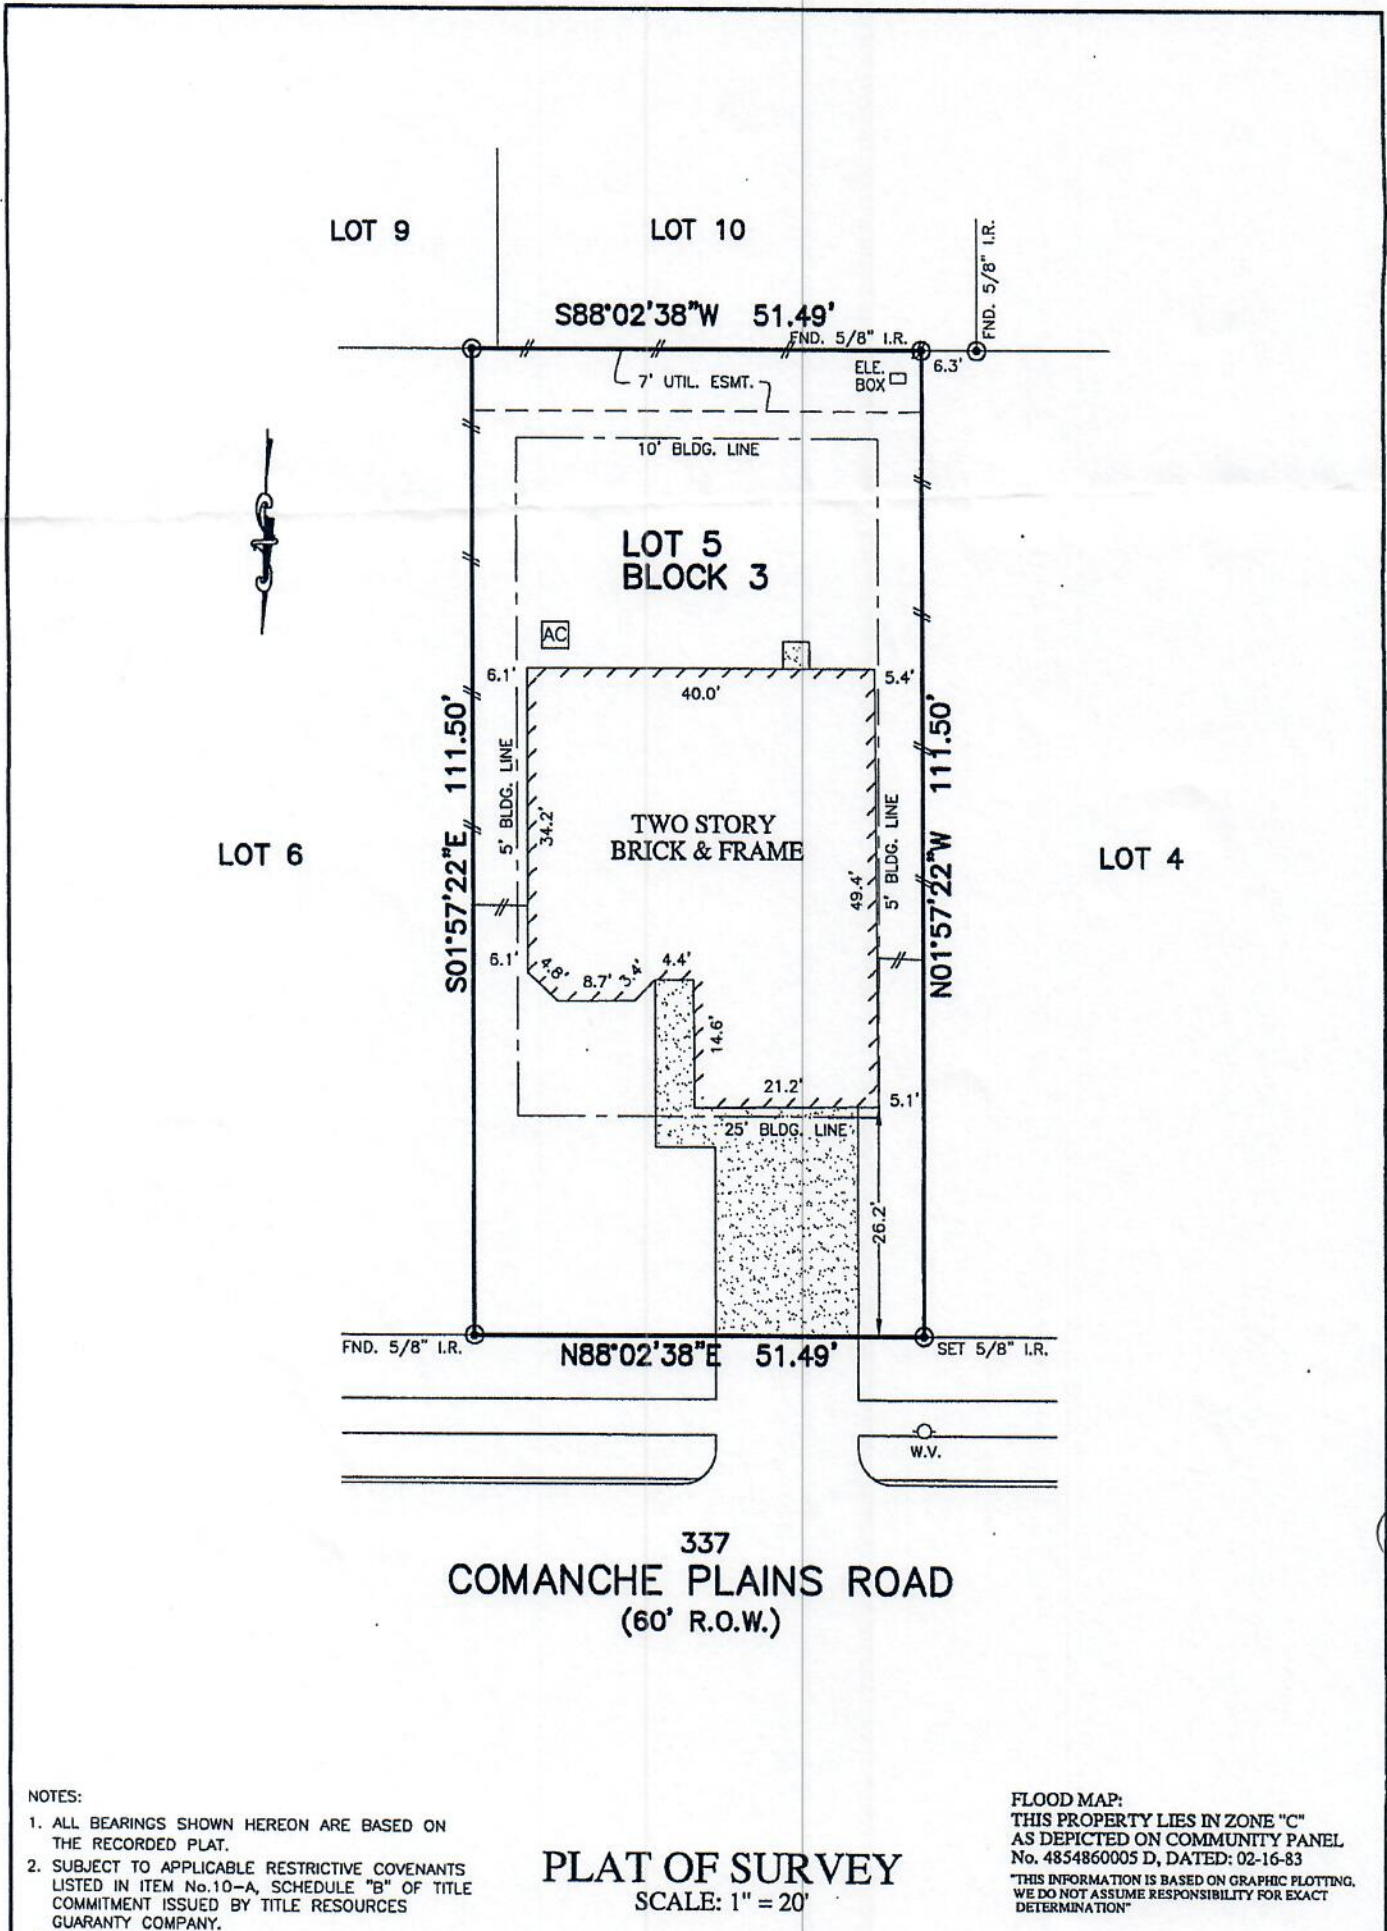 LOT 9
LOT 10
FND. 5/8" I.R.
S88°02'38"W 51.49'
FND. 5/8" I.R.
6.3'
ELE.
BOX
7' UTIL. ESMT.
10' BLDG. LINE
LOT 5
BLOCK 3
AC
6.1'
40.0'
5.4'
S01°57'22"E 111.50'
5' BLDG. LINE
34.2'
TWO STORY
BRICK & FRAME
49.4'
5' BLDG. LINE
N01°57'22"W 111.50'
LOT 6
LOT 4
6.1'
4.8'
8.7'
3.4'
4.4'
14.6'
21.2'
5.1'
25' BLDG. LINE
26.2'
FND. 5/8" I.R.
N88°02'38"E 51.49'
SET 5/8" I.R.
W.V.
337
COMANCHE PLAINS ROAD
(60' R.O.W.)
NOTES:
1. ALL BEARINGS SHOWN HEREON ARE BASED ON
THE RECORDED PLAT.
2. SUBJECT TO APPLICABLE RESTRICTIVE COVENANTS
LISTED IN ITEM No.10-A, SCHEDULE "B" OF TITLE
COMMITMENT ISSUED BY TITLE RESOURCES
GUARANTY COMPANY.
PLAT OF SURVEY
SCALE: 1" = 20'
FLOOD MAP:
THIS PROPERTY LIES IN ZONE "C"
AS DEPICTED ON COMMUNITY PANEL
No. 4854860005 D, DATED: 02-16-83
"THIS INFORMATION IS BASED ON GRAPHIC PLOTTING.
WE DO NOT ASSUME RESPONSIBILITY FOR EXACT
DETERMINATION"